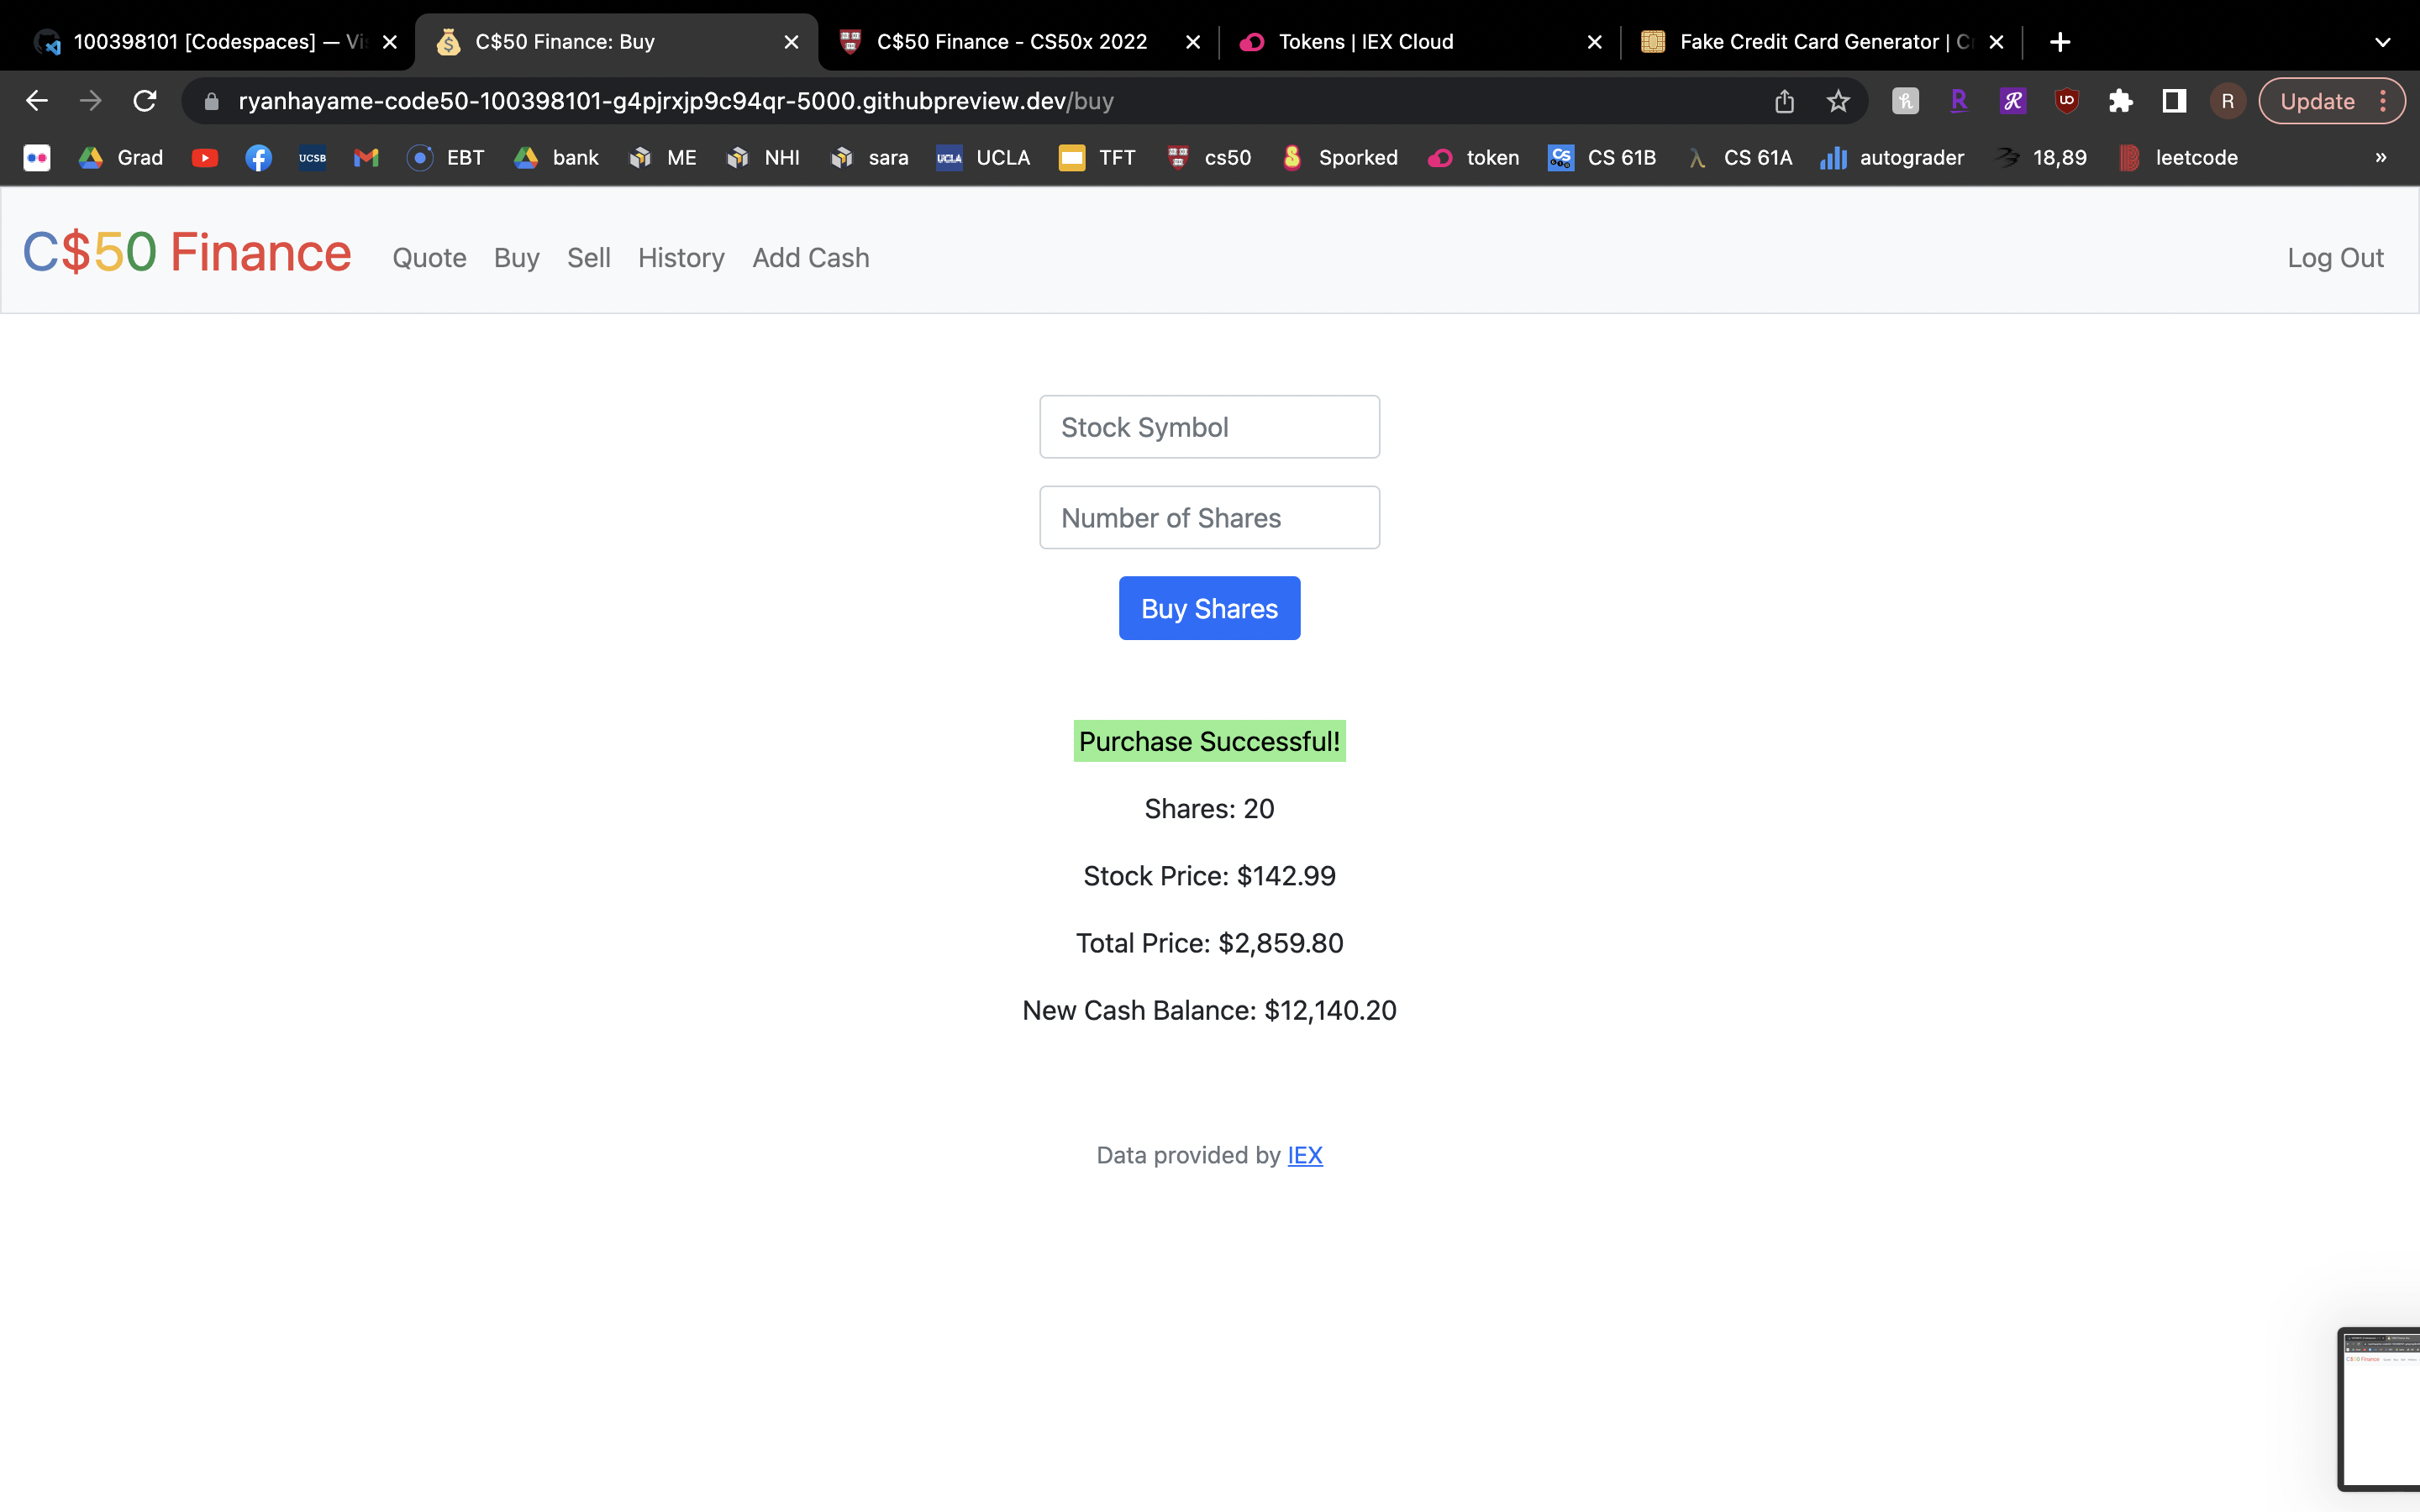 100398101 [Codespaces] — Vis
C$50 Finance: Buy
C$50 Finance - CS50x 2022
Tokens | IEX Cloud
Fake Credit Card Generator | C
ryanhayame-code50-100398101-g4pjrxjp9c94qr-5000.githubpreview.dev/buy
R
Update
Grad
UCSB
EBT
bank
ME
NHI
sara
UCLA
UCLA
TFT
cs50
Sporked
token
CS 61B
CS 61A
autograder
18,89
leetcode
»
C$50 Finance
Quote
Buy
Sell
History
Add Cash
Log Out
Stock Symbol
Number of Shares
Buy Shares
Purchase Successful!
Shares: 20
Stock Price: $142.99
Total Price: $2,859.80
New Cash Balance: $12,140.20
Data provided by IEX
C$50 Finance